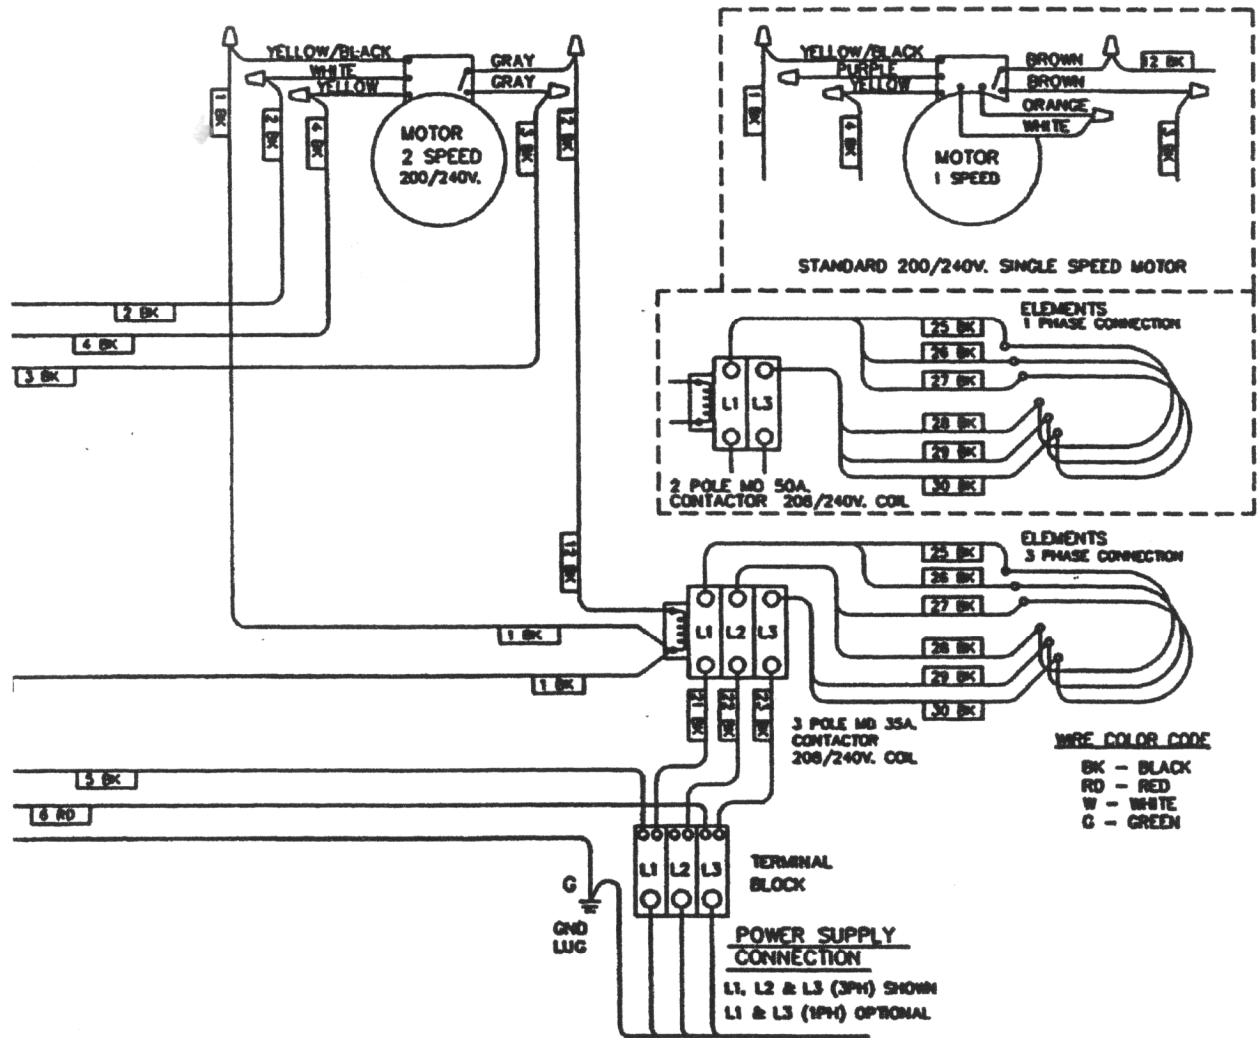 YELLOW/BLACK
WHITE
YELLOW
GRAY
GRAY
1 BK
2 BK
4 BK
3 BK
12 BK
MOTOR
2 SPEED
200/240V.
YELLOW/BLACK
PURPLE
YELLOW
BROWN
BROWN
ORANGE
WHITE
12 BK
1 BK
4 BK
3 BK
MOTOR
1 SPEED
STANDARD 200/240V. SINGLE SPEED MOTOR
2 BK
4 BK
3 BK
ELEMENTS
1 PHASE CONNECTION
25 BK
26 BK
27 BK
28 BK
29 BK
30 BK
L1 L3
2 POLE MD 50A.
CONTACTOR 208/240V. COIL
12 BK
ELEMENTS
3 PHASE CONNECTION
25 BK
26 BK
27 BK
28 BK
29 BK
30 BK
L1 L2 L3
1 BK
1 BK
21 BK
22 BK
23 BK
3 POLE MD 35A.
CONTACTOR
208/240V. COIL
WIRE COLOR CODE
BK - BLACK
RD - RED
W - WHITE
G - GREEN
5 BK
6 RD
L1 L2 L3
TERMINAL
BLOCK
G
GND
LUG
POWER SUPPLY
CONNECTION
L1, L2 & L3 (3PH) SHOWN
L1 & L3 (1PH) OPTIONAL